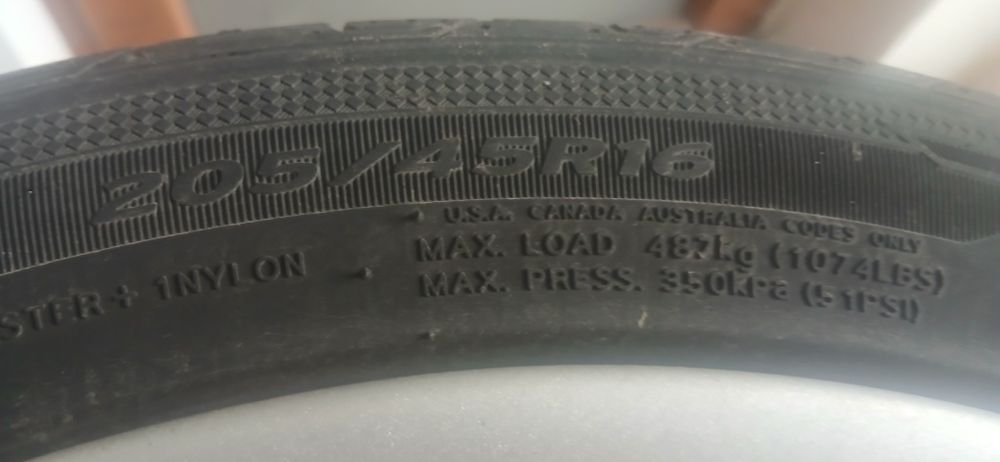 205/45R16
U.S.A. CANADA AUSTRALIA CODES ONLY
MAX. LOAD 487kg (1074LBS)
MAX. PRESS. 350kPa (51PSI)
STER + 1NYLON